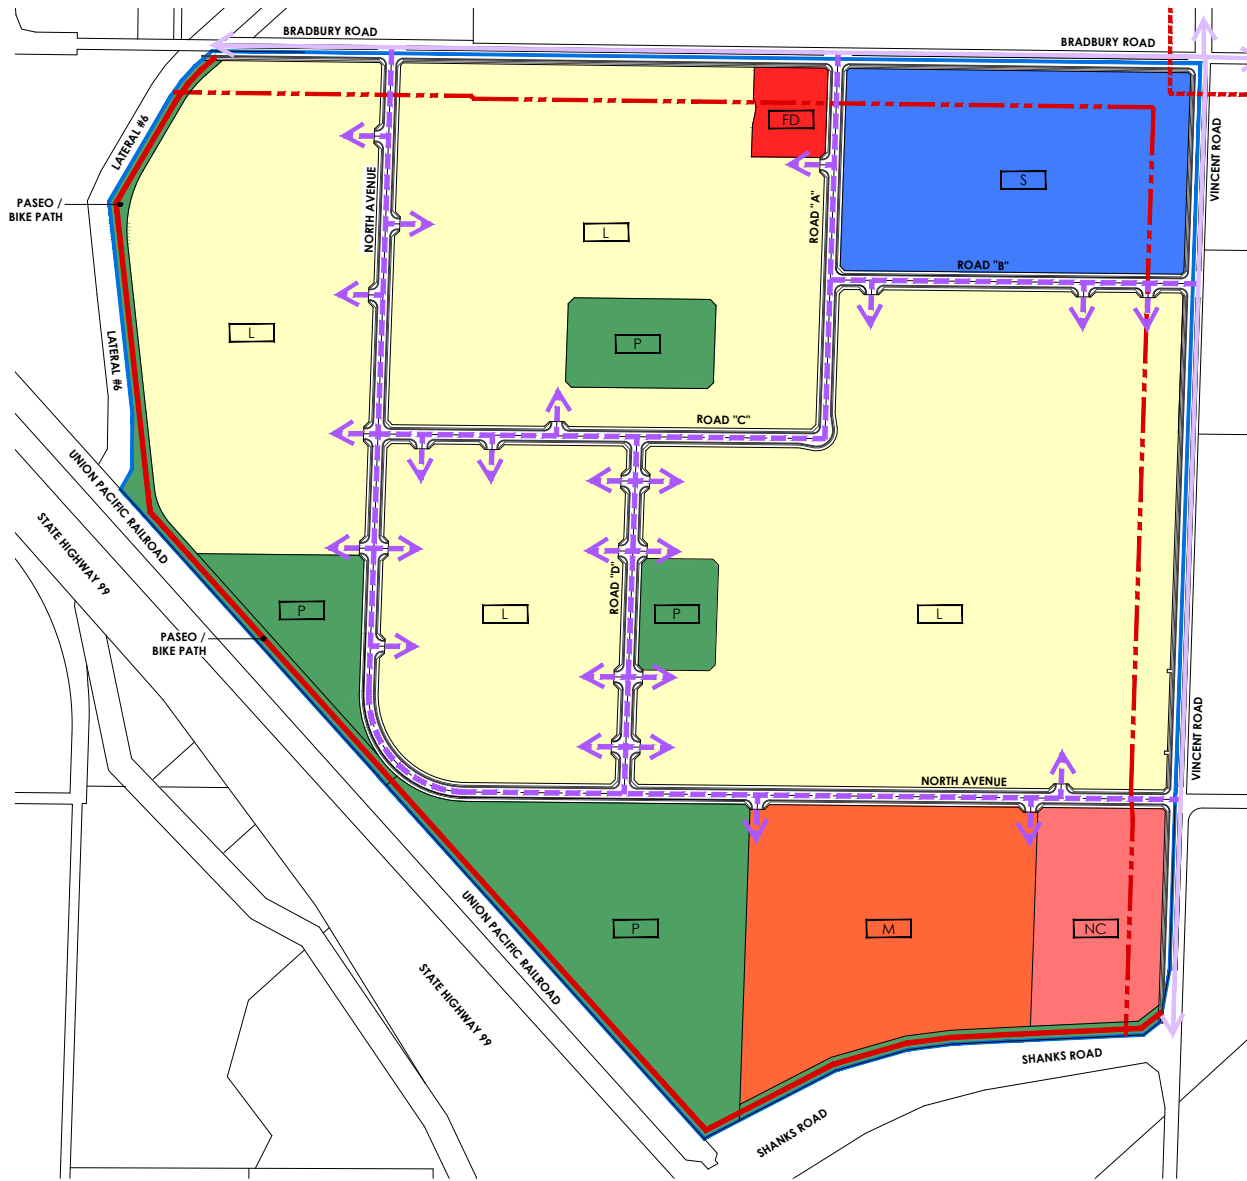 BRADBURY ROAD
BRADBURY ROAD
LATERAL #6
FD
VINCENT ROAD
S
PASEO /
BIKE PATH
NORTH AVENUE
ROAD "A"
L
ROAD "B"
L
P
LATERAL #6
ROAD "C"
UNION PACIFIC RAILROAD
STATE HIGHWAY 99
ROAD "D"
P
L
P
L
PASEO /
BIKE PATH
VINCENT ROAD
NORTH AVENUE
P
M
NC
UNION PACIFIC RAILROAD
STATE HIGHWAY 99
SHANKS ROAD
SHANKS ROAD